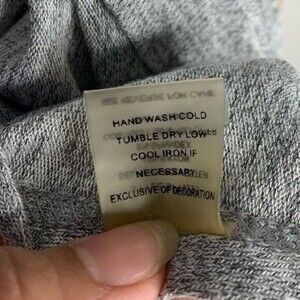 HAND WASH COLD
TUMBLE DRY LOW
COOL IRON IF
NECESSARY
EXCLUSIVE OF DECORATION